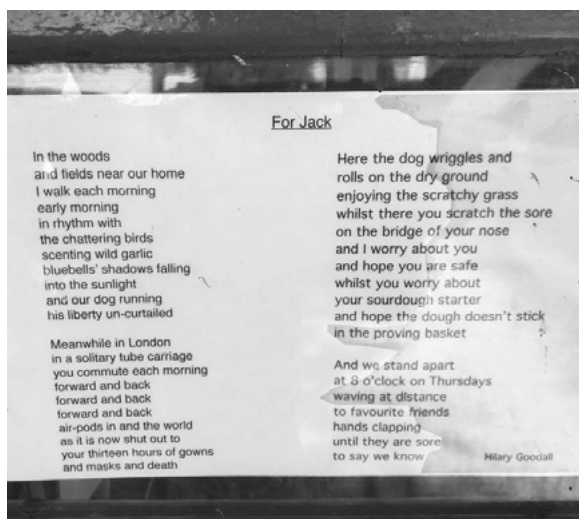 For Jack
In the woods
and fields near our home
I walk each morning
early morning
in rhythm with
the chattering birds
scenting wild garlic
bluebells' shadows falling
into the sunlight
and our dog running
his liberty un-curtailed
Meanwhile in London
in a solitary tube carriage
you commute each morning
forward and back
forward and back
forward and back
air-pods in and the world
as it is now shut out to
your thirteen hours of gowns
and masks and death
Here the dog wriggles and
rolls on the dry ground
enjoying the scratchy grass
whilst there you scratch the sore
on the bridge of your nose
and I worry about you
and hope you are safe
whilst you worry about
your sourdough starter
and hope the dough doesn't stick
in the proving basket
And we stand apart
at 8 o'clock on Thursdays
waving at distance
to favourite friends
hands clapping
until they are sore
to say we know
Hilary Goodall